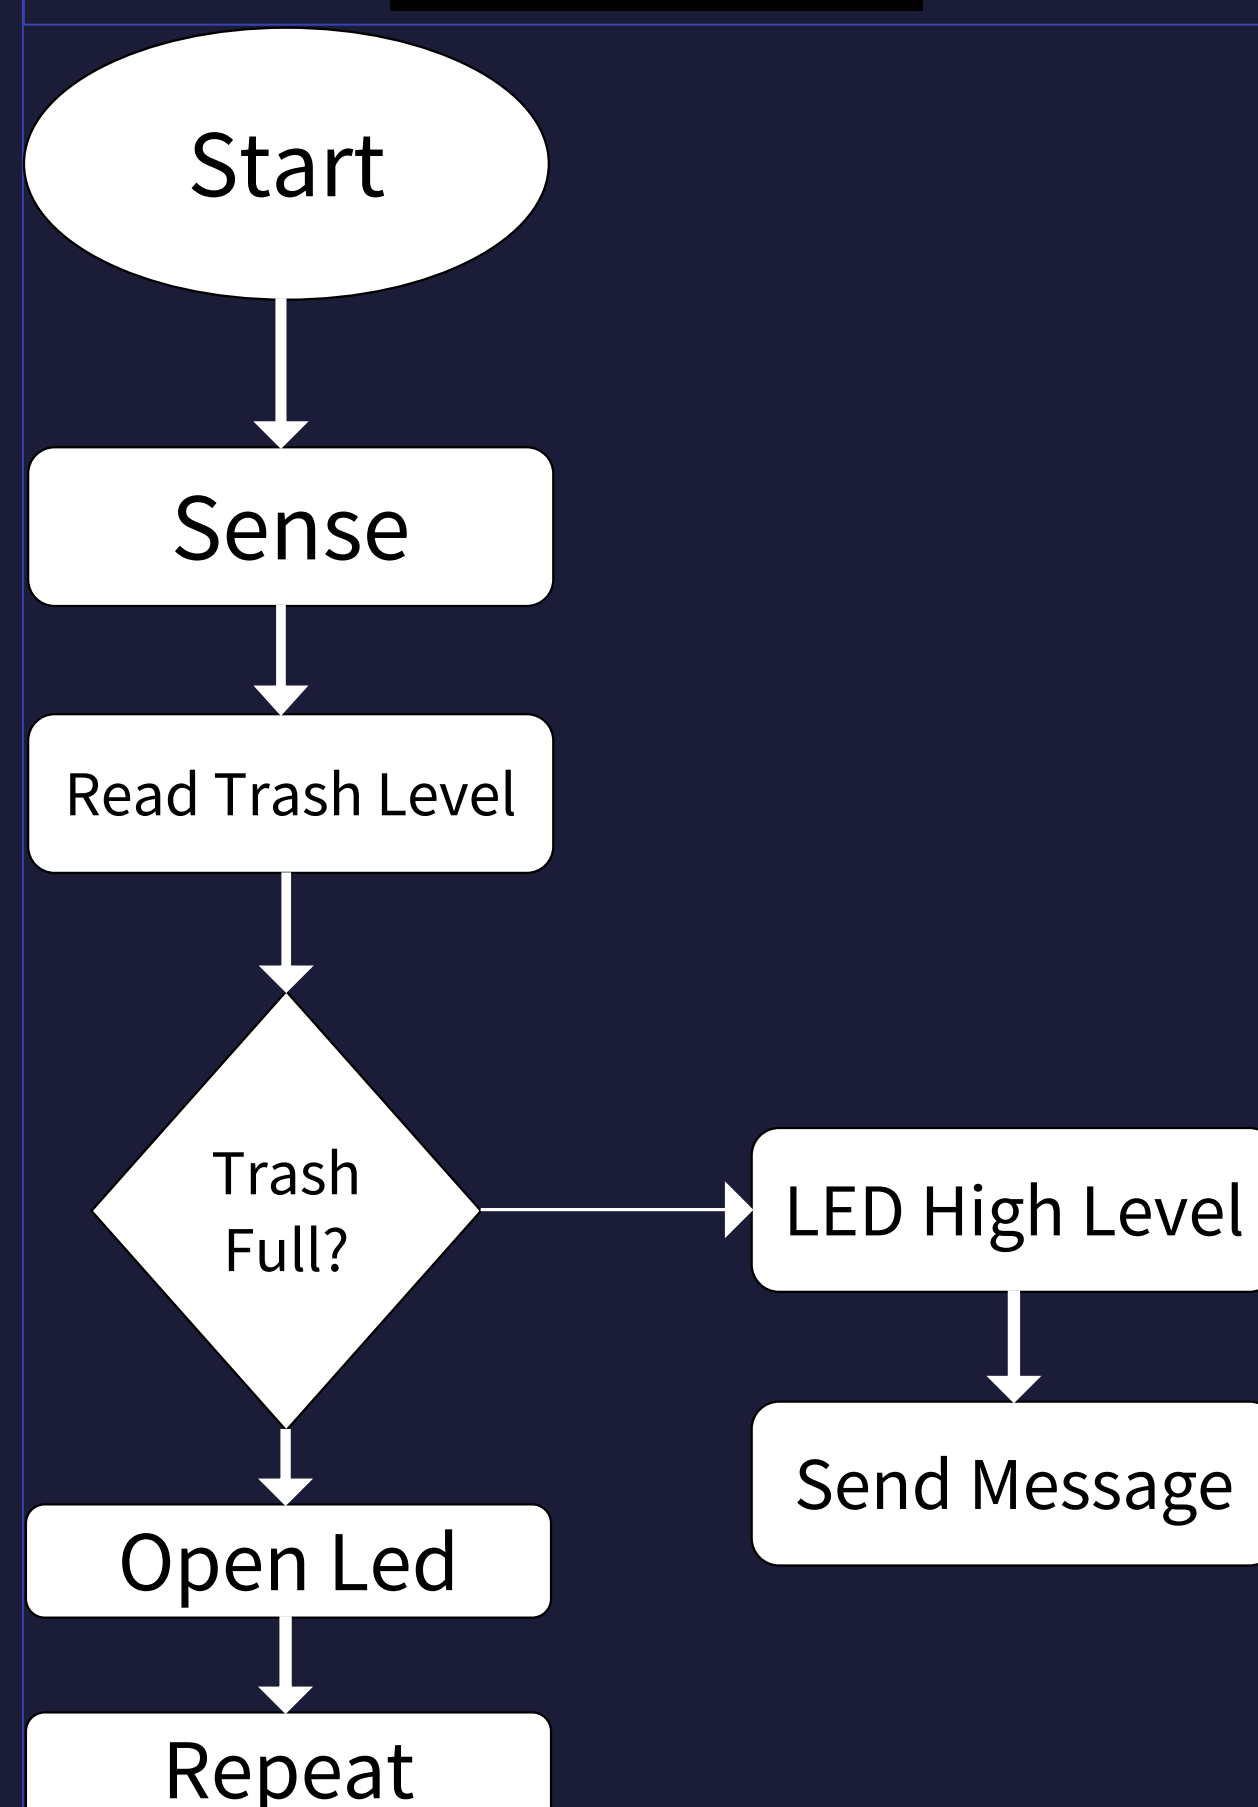 Start
Sense
Read Trash Level
Trash
Full?
LED High Level
Send Message
Open Led
Repeat